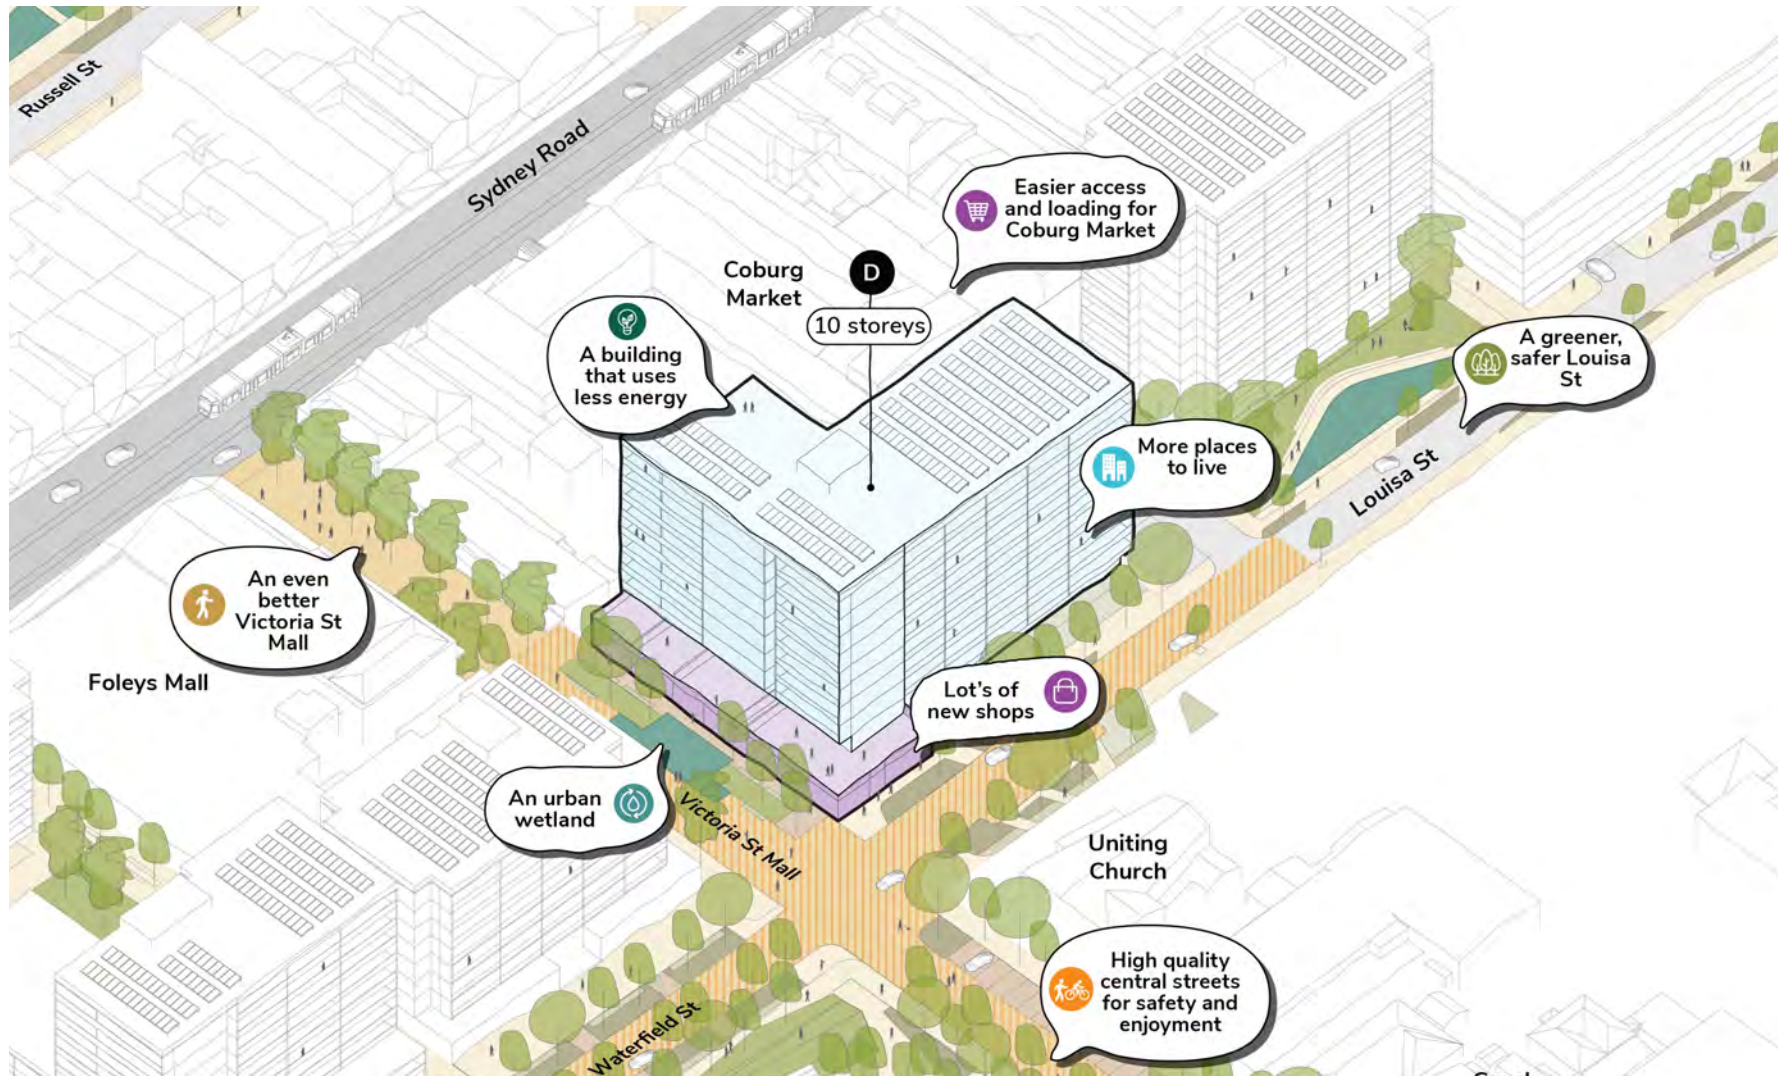 Russell St
Sydney Road
Easier access
and loading for
Coburg Market
Coburg
Market
D
10 storeys
A building
that uses
less energy
A greener,
safer Louisa
St
More places
to live
Louisa St
An even
better
Victoria St
Mall
Foleys Mall
Lot's of
new shops
An urban
wetland
Victoria St Mall
Uniting
Church
High quality
central streets
for safety and
enjoyment
Waterfield St